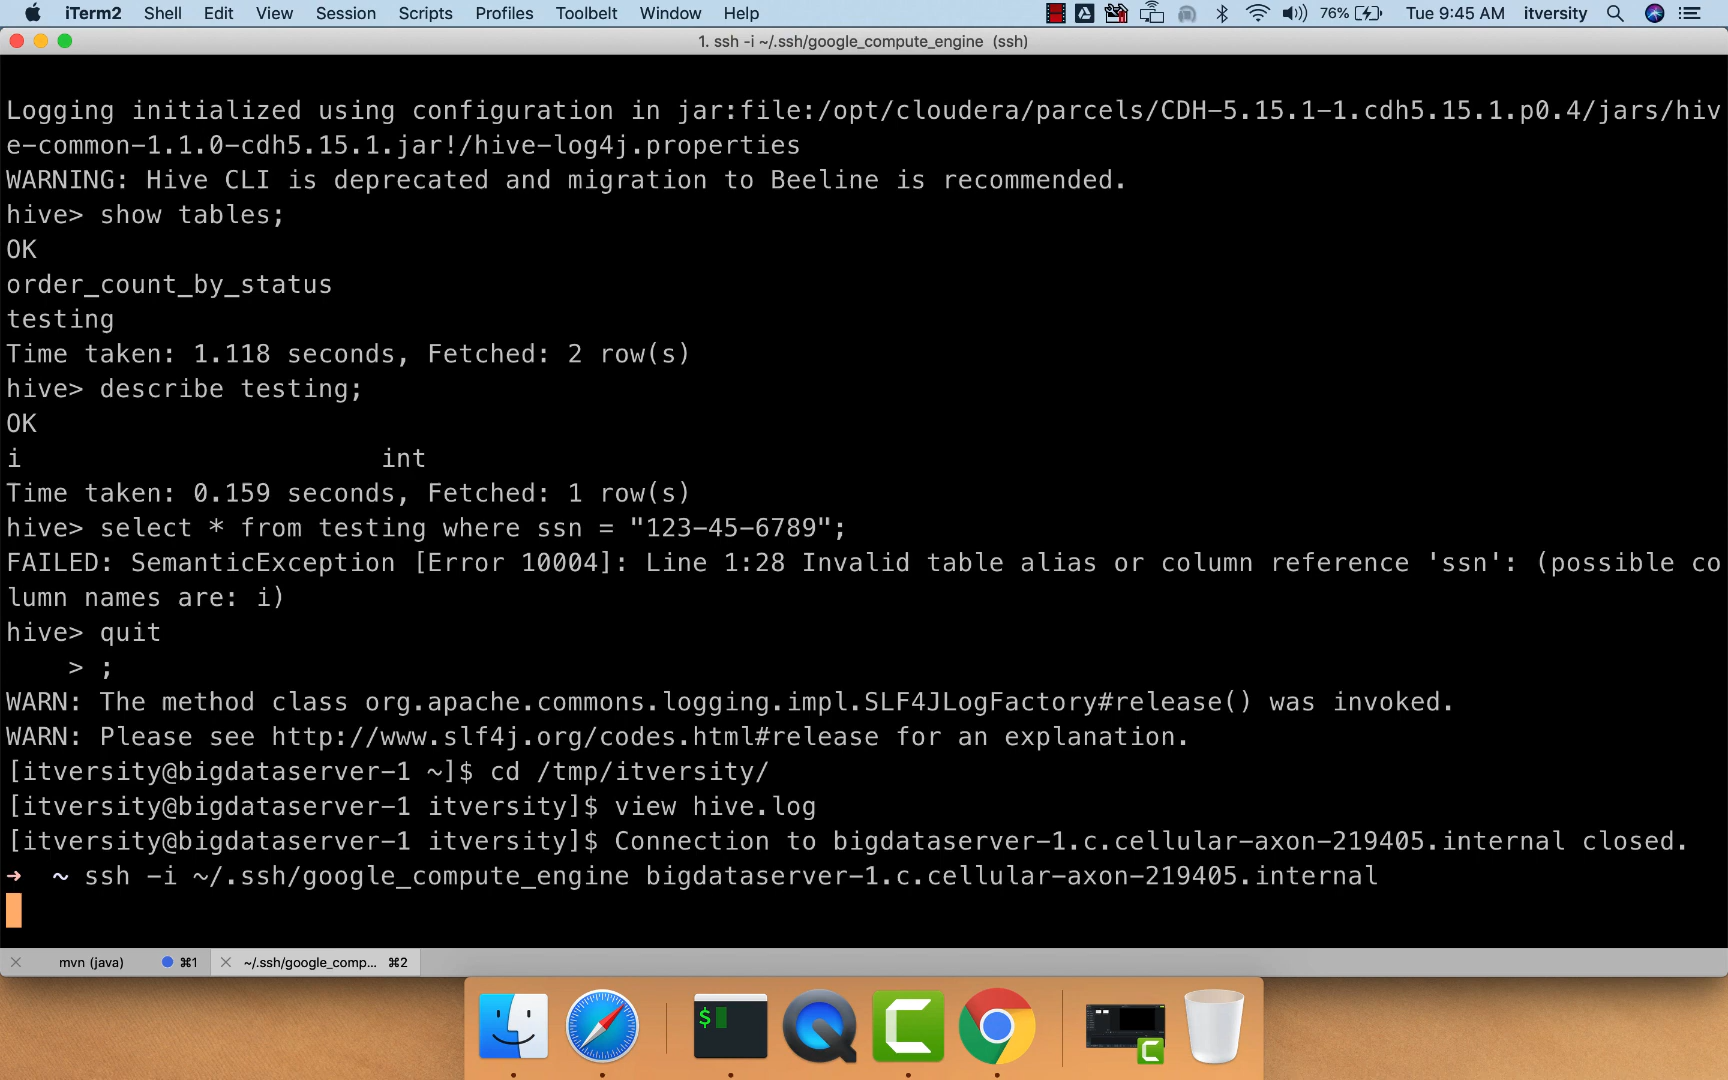 iTerm2 Shell Edit View Session Scripts Profiles Toolbelt Window Help 76% Tue 9:45 AM itversity
1. ssh -i ~/.ssh/google_compute_engine (ssh)
Logging initialized using configuration in jar:file:/opt/cloudera/parcels/CDH-5.15.1-1.cdh5.15.1.p0.4/jars/hiv
e-common-1.1.0-cdh5.15.1.jar!/hive-log4j.properties
WARNING: Hive CLI is deprecated and migration to Beeline is recommended.
hive> show tables;
OK
order_count_by_status
testing
Time taken: 1.118 seconds, Fetched: 2 row(s)
hive> describe testing;
OK
i int
Time taken: 0.159 seconds, Fetched: 1 row(s)
hive> select * from testing where ssn = "123-45-6789";
FAILED: SemanticException [Error 10004]: Line 1:28 Invalid table alias or column reference 'ssn': (possible co
lumn names are: i)
hive> quit
    > ;
WARN: The method class org.apache.commons.logging.impl.SLF4JLogFactory#release() was invoked.
WARN: Please see http://www.slf4j.org/codes.html#release for an explanation.
[itversity@bigdataserver-1 ~]$ cd /tmp/itversity/
[itversity@bigdataserver-1 itversity]$ view hive.log
[itversity@bigdataserver-1 itversity]$ Connection to bigdataserver-1.c.cellular-axon-219405.internal closed.
→ ~ ssh -i ~/.ssh/google_compute_engine bigdataserver-1.c.cellular-axon-219405.internal
mvn (java) ⌘1 ~/.ssh/google_comp... ⌘2
$